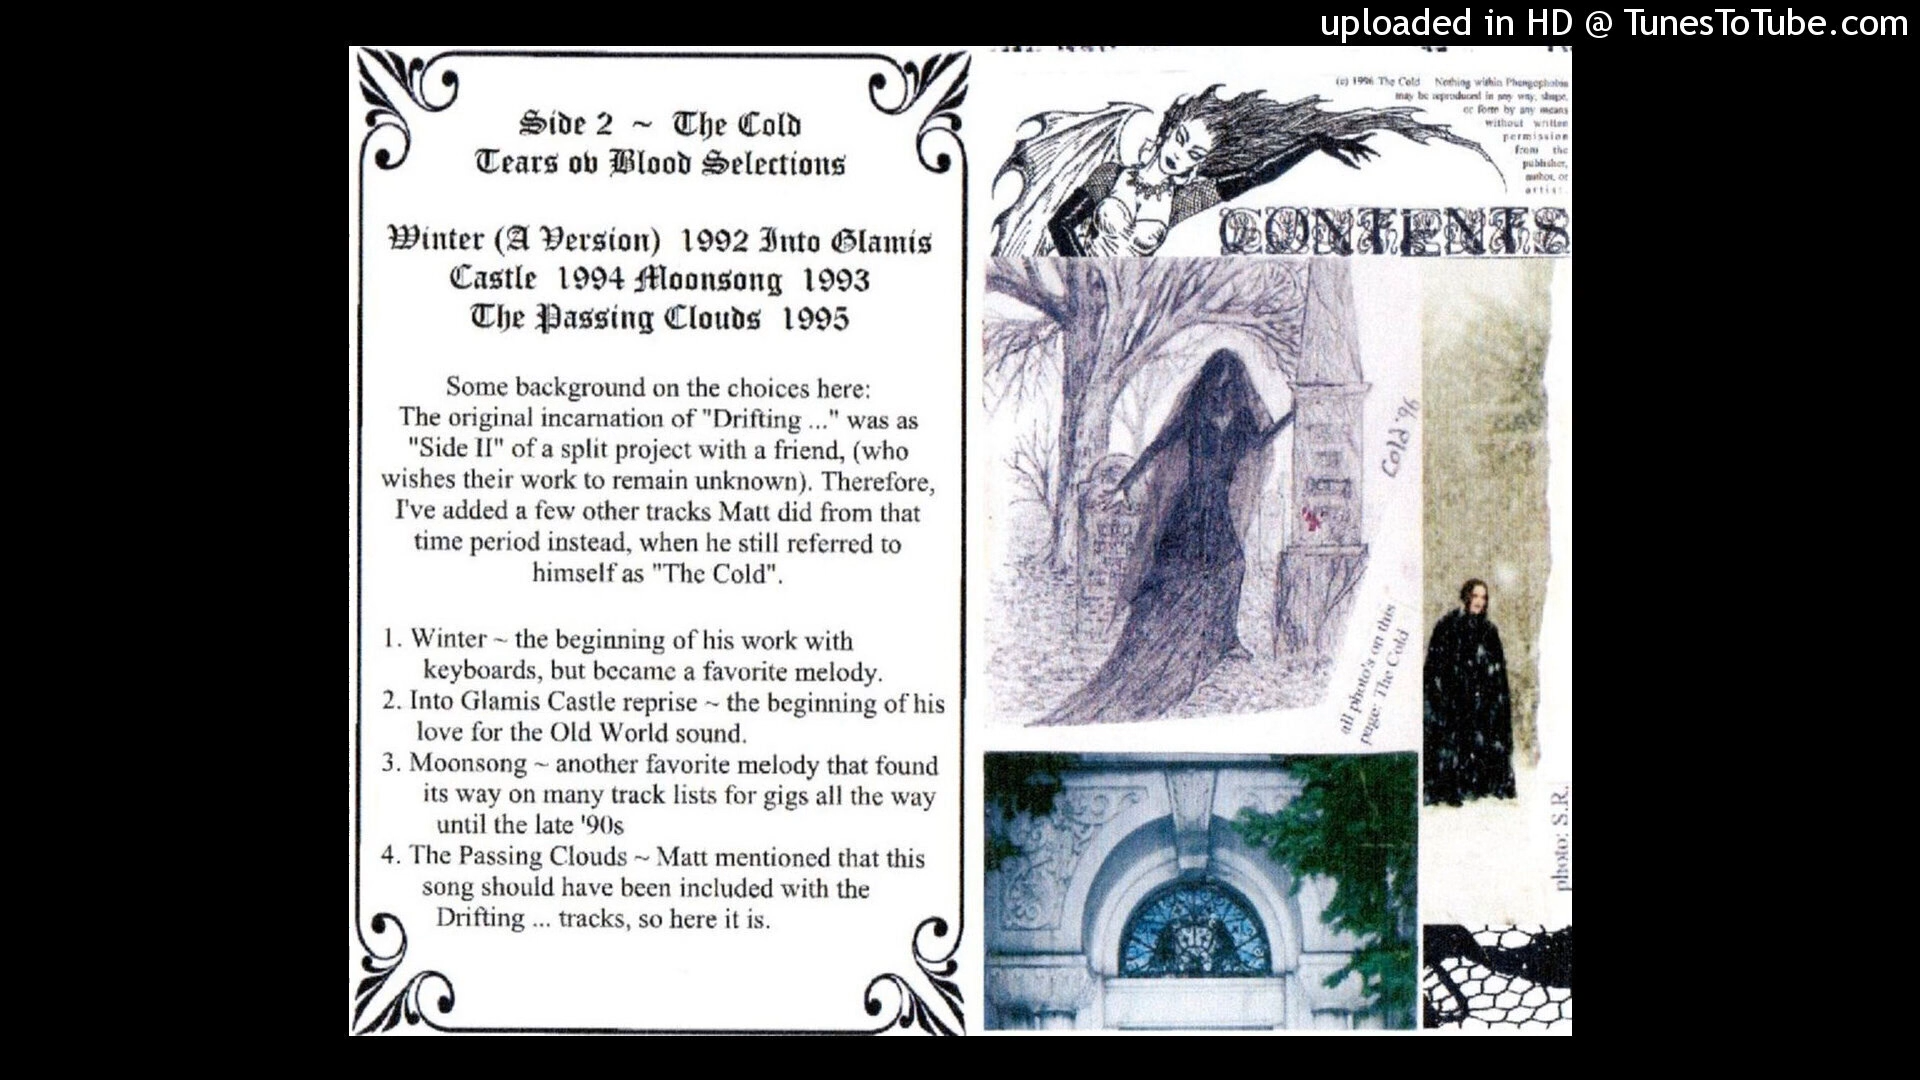 uploaded in HD @ TunesToTube.com
Side 2 ~ The Cold
Tears ov Blood Selections
Winter (A Version) 1992 Into Glamis
Castle 1994 Moonsong 1993
The Passing Clouds 1995
Some background on the choices here:
The original incarnation of "Drifting ..." was as
"Side II" of a split project with a friend, (who
wishes their work to remain unknown). Therefore,
I've added a few other tracks Matt did from that
time period instead, when he still referred to
himself as "The Cold".
1. Winter ~ the beginning of his work with
keyboards, but became a favorite melody.
2. Into Glamis Castle reprise ~ the beginning of his
love for the Old World sound.
3. Moonsong ~ another favorite melody that found
its way on many track lists for gigs all the way
until the late '90s
4. The Passing Clouds ~ Matt mentioned that this
song should have been included with the
Drifting ... tracks, so here it is.
(c) 1996 The Cold Nothing within Phengophobia
may be reproduced in any way, shape,
or form by any means
without written
permission
from the
publisher,
author, or
artist.
CONTENTS
Cold '96
all photo's on this
page: The Cold
photo: S.R.